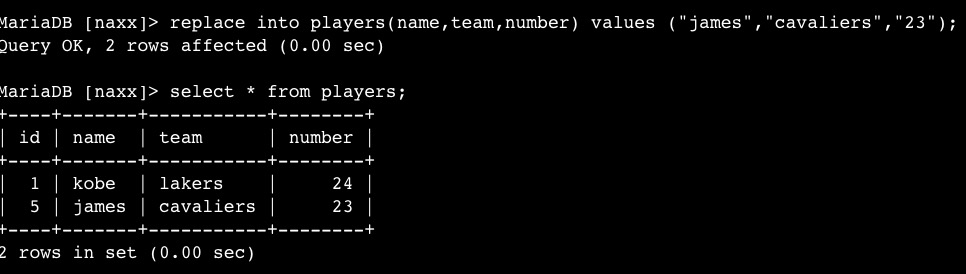 MariaDB [naxx]> replace into players(name,team,number) values ("james","cavaliers","23");
Query OK, 2 rows affected (0.00 sec)
MariaDB [naxx]> select * from players;
+----+-------+-----------+--------+
| id | name  | team      | number |
+----+-------+-----------+--------+
|  1 | kobe  | lakers    |     24 |
|  5 | james | cavaliers |     23 |
+----+-------+-----------+--------+
2 rows in set (0.00 sec)